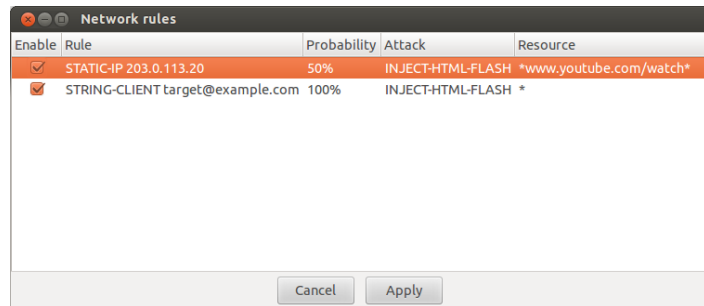 Network rules
Enable Rule Probability Attack Resource
STATIC-IP 203.0.113.20 50% INJECT-HTML-FLASH *www.youtube.com/watch*
STRING-CLIENT target@example.com 100% INJECT-HTML-FLASH *
Cancel Apply